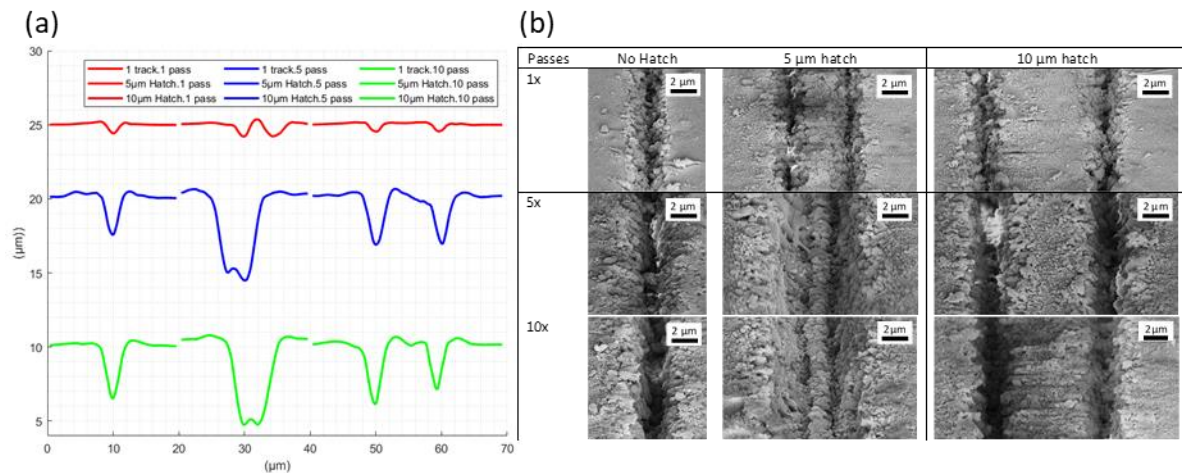 (a)
30
25
20
15
10
5
(μm))
1 track.1 pass
5μm Hatch.1 pass
10μm Hatch.1 pass
1 track.5 pass
5μm Hatch.5 pass
10μm Hatch.5 pass
1 track.10 pass
5μm Hatch.10 pass
10μm Hatch.10 pass
0 10 20 30 40 50 60 70
(μm)
(b)
Passes No Hatch 5 μm hatch 10 μm hatch
1x 2 μm 2 μm 2 μm
5x 2 μm 2 μm 2 μm
10x 2 μm 2μm 2μm